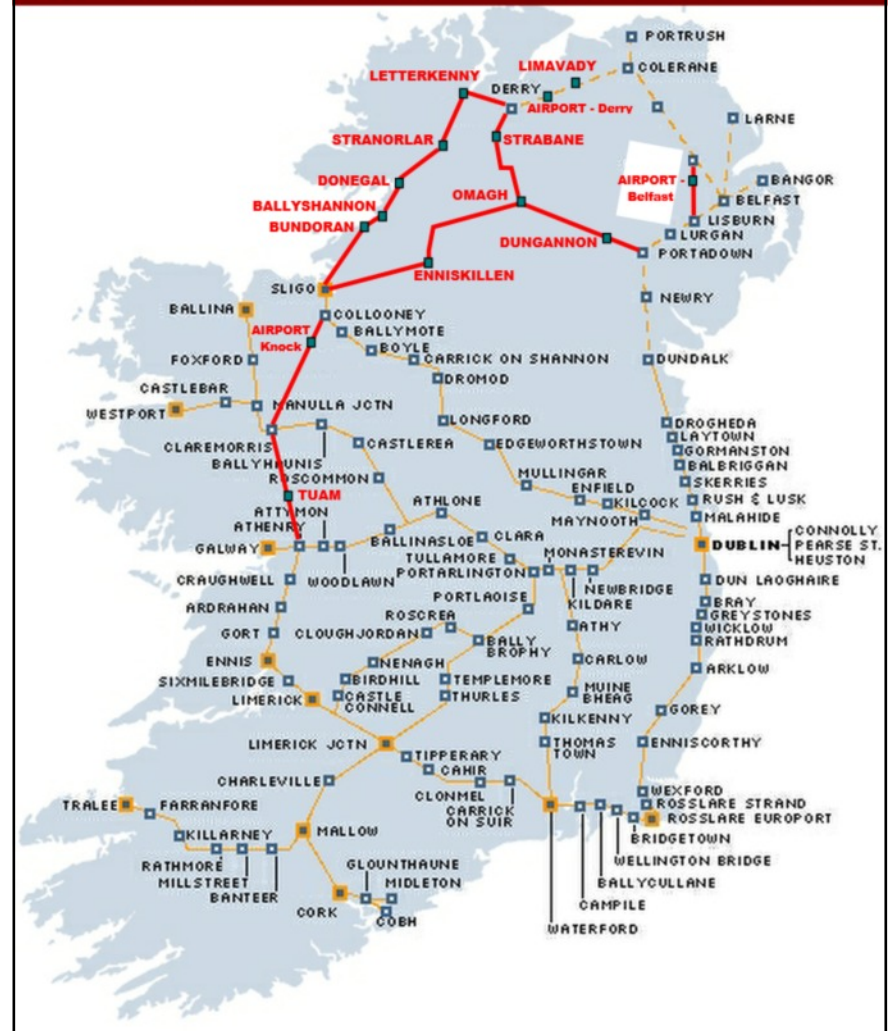 PORTRUSH
LIMAVADY
COLERANE
LETTERKENNY
DERRY
AIRPORT - Derry
LARNE
STRANORLAR
STRABANE
DONEGAL
AIRPORT -
Belfast
BANGOR
OMAGH
BELFAST
BALLYSHANNON
LISBURN
BUNDORAN
LURGAN
DUNGANNON
PORTADOWN
ENNISKILLEN
SLIGO
NEWRY
BALLINA
COLLOONEY
AIRPORT
Knock
BALLYMOTE
BOYLE
FOXFORD
CARRICK ON SHANNON
DUNDALK
DROMOD
CASTLEBAR
MANULLA JCTN
WESTPORT
LONGFORD
DROGHEDA
CLAREMORRIS
LAYTOWN
CASTLEREA
EDGEWORTHSTOWN
GORMANSTON
BALLYHAUNIS
BALBRIGGAN
ROSCOMMON
MULLINGAR
SKERRIES
ENFIELD
TUAM
ATHLONE
KILCOCK
RUSH & LUSK
ATTYMON
MAYNOOTH
MALAHIDE
ATHENRY
CLARA
CONNOLLY
GALWAY
BALLINASLOE
DUBLIN
PEARSE ST.
TULLAMORE
MONASTEREVIN
HEUSTON
WOODLAWN
PORTARLINGTON
CRAUGHWELL
NEWBRIDGE
DUN LAOGHAIRE
PORTLAOISE
KILDARE
BRAY
ARDRAHAN
ROSCREA
GREYSTONES
ATHY
WICKLOW
GORT
CLOUGHJORDAN
BALLY
BROPHY
RATHDRUM
ENNIS
NENAGH
CARLOW
ARKLOW
SIXMILEBRIDGE
BIRDHILL
TEMPLEMORE
LIMERICK
CASTLE
CONNELL
THURLES
MUINE
BHEAG
GOREY
KILKENNY
LIMERICK JCTN
THOMAS
TOWN
ENNISCORTHY
TIPPERARY
CAHIR
CHARLEVILLE
CLONMEL
WEXFORD
TRALEE
FARRANFORE
CARRICK
ON SUIR
ROSSLARE STRAND
ROSSLARE EUROPORT
KILLARNEY
MALLOW
BRIDGETOWN
RATHMORE
GLOUNTHAUNE
WELLINGTON BRIDGE
MILLSTREET
MIDLETON
BALLYCULLANE
BANTEER
CORK
CAMPILE
COBH
WATERFORD